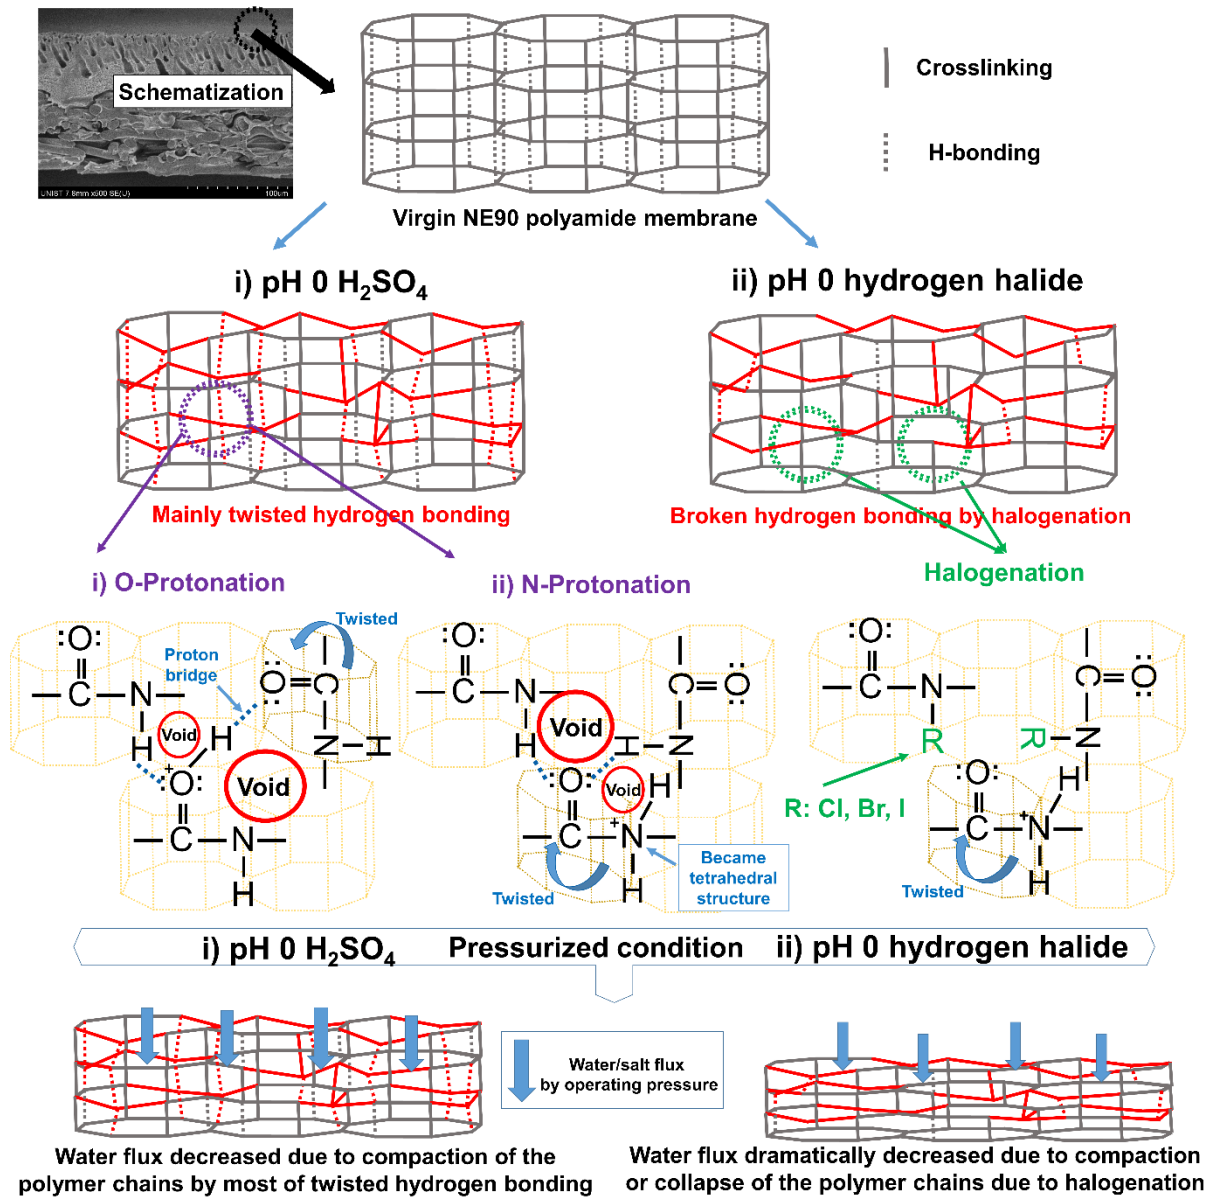 Schematization
UNIST 7.8mm x500 SE(U)
100um
Crosslinking
H-bonding
Virgin NE90 polyamide membrane
i) pH 0 H₂SO₄
ii) pH 0 hydrogen halide
Mainly twisted hydrogen bonding
Broken hydrogen bonding by halogenation
i) O-Protonation
ii) N-Protonation
Halogenation
:O:
C
N
H
Proton
bridge
Twisted
:O=C
N-H
H
Void
+
:O:
Void
C
N
H
:O:
C
N
H
Void
C=O
H-N
:O:
Void
H
C
+
N
H
Twisted
Became
tetrahedral
structure
:O:
C
N
R
C=O
R-N
R: Cl, Br, I
:O:
H
C
+
N
H
Twisted
i) pH 0 H₂SO₄
Pressurized condition
ii) pH 0 hydrogen halide
Water/salt flux
by operating pressure
Water flux decreased due to compaction of the
polymer chains by most of twisted hydrogen bonding
Water flux dramatically decreased due to compaction
or collapse of the polymer chains due to halogenation